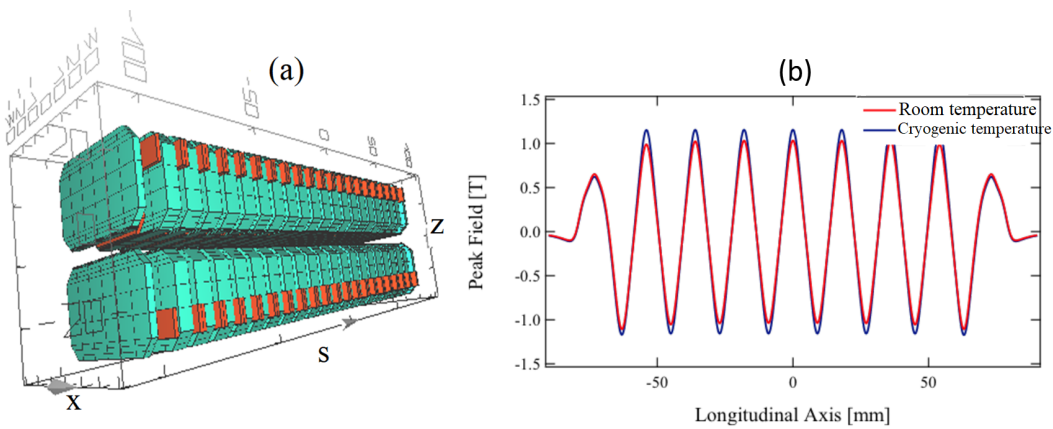 (a)
Z
S
X
(b)
Room temperature
Cryogenic temperature
1.5
1.0
0.5
0.0
-0.5
-1.0
-1.5
Peak Field [T]
-50
0
50
Longitudinal Axis [mm]